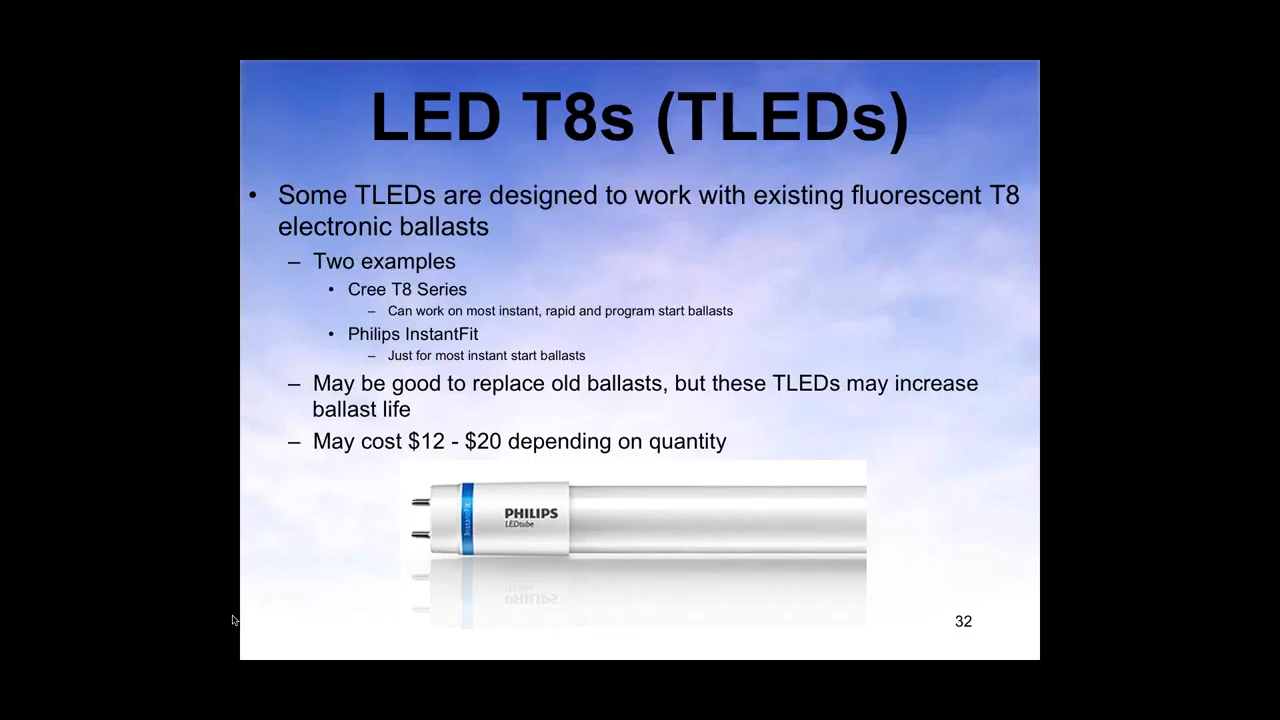 LED T8s (TLEDs)
• Some TLEDs are designed to work with existing fluorescent T8
electronic ballasts
– Two examples
• Cree T8 Series
– Can work on most instant, rapid and program start ballasts
• Philips InstantFit
– Just for most instant start ballasts
– May be good to replace old ballasts, but these TLEDs may increase
ballast life
– May cost $12 - $20 depending on quantity
InstantFit
PHILIPS
LEDtube
32